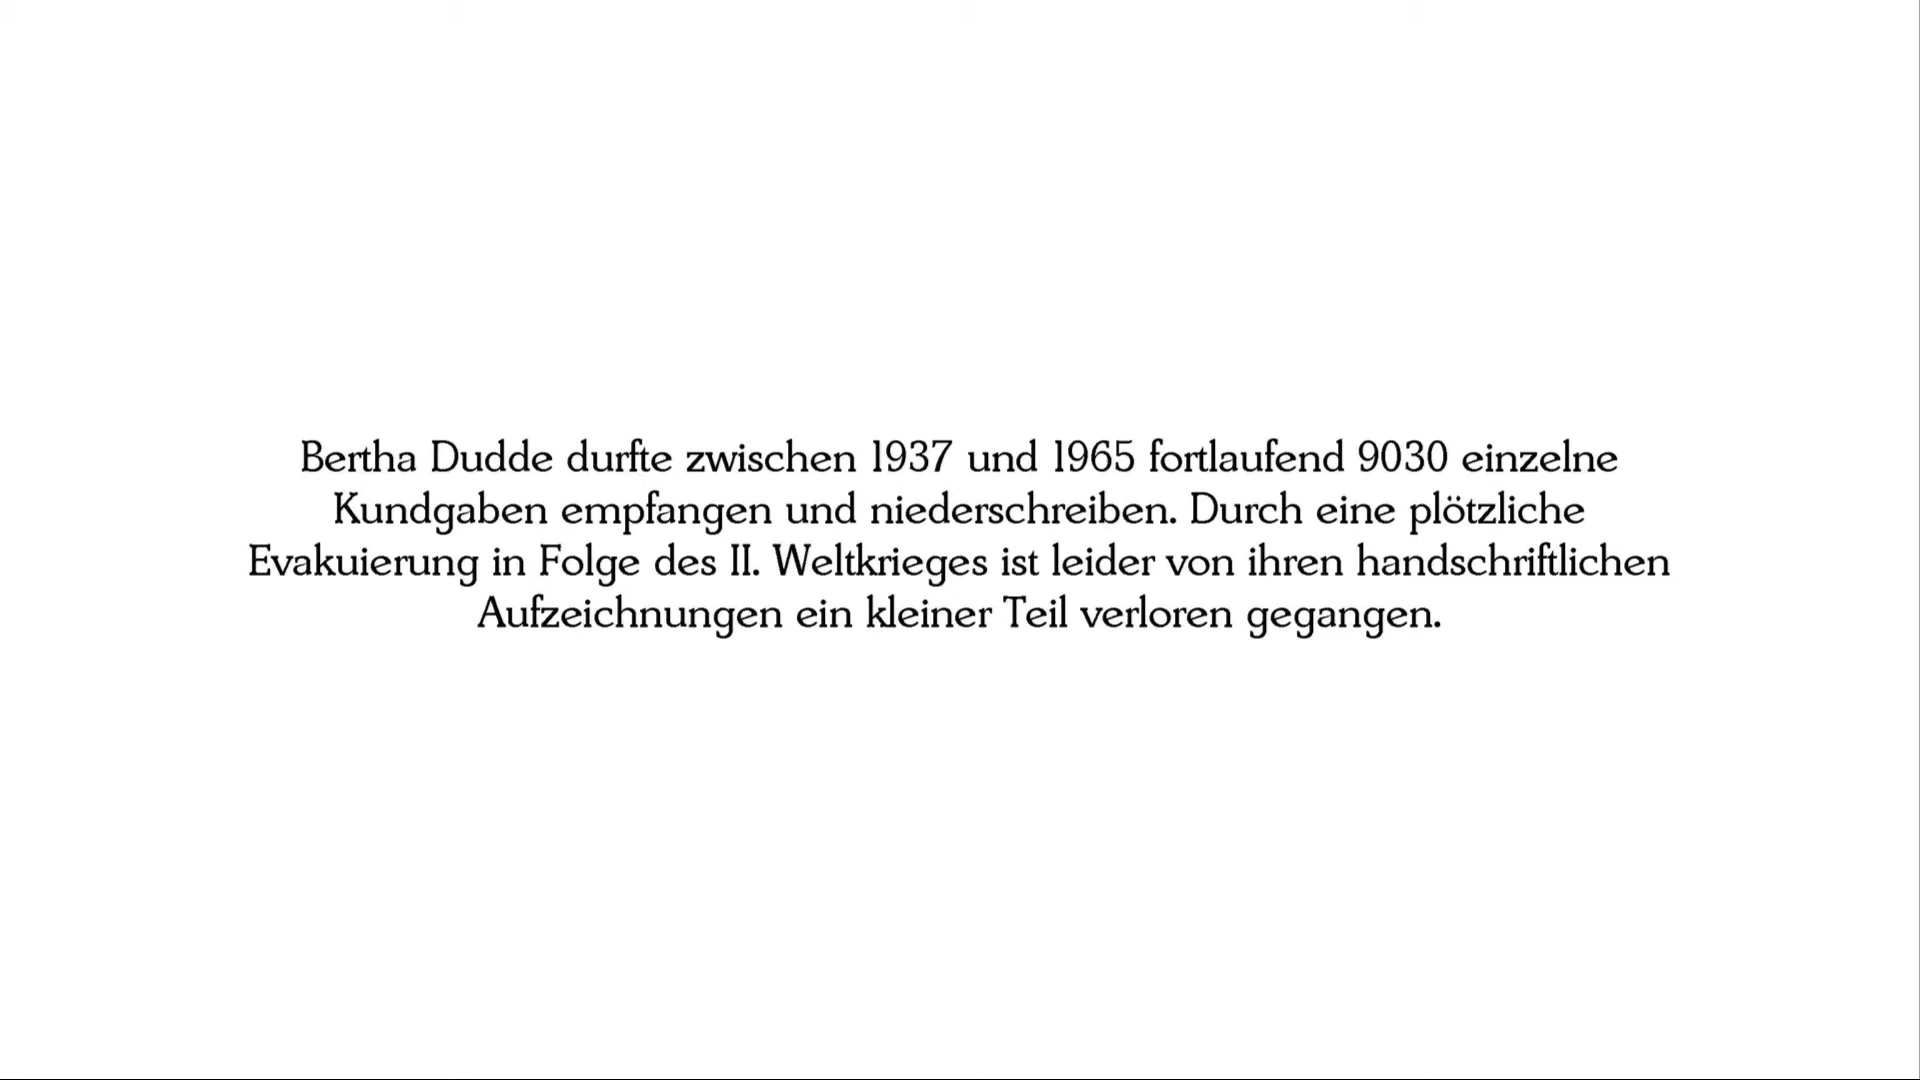 Bertha Dudde durfte zwischen 1937 und 1965 fortlaufend 9030 einzelne
Kundgaben empfangen und niederschreiben. Durch eine plötzliche
Evakuierung in Folge des II. Weltkrieges ist leider von ihren handschriftlichen
Aufzeichnungen ein kleiner Teil verloren gegangen.